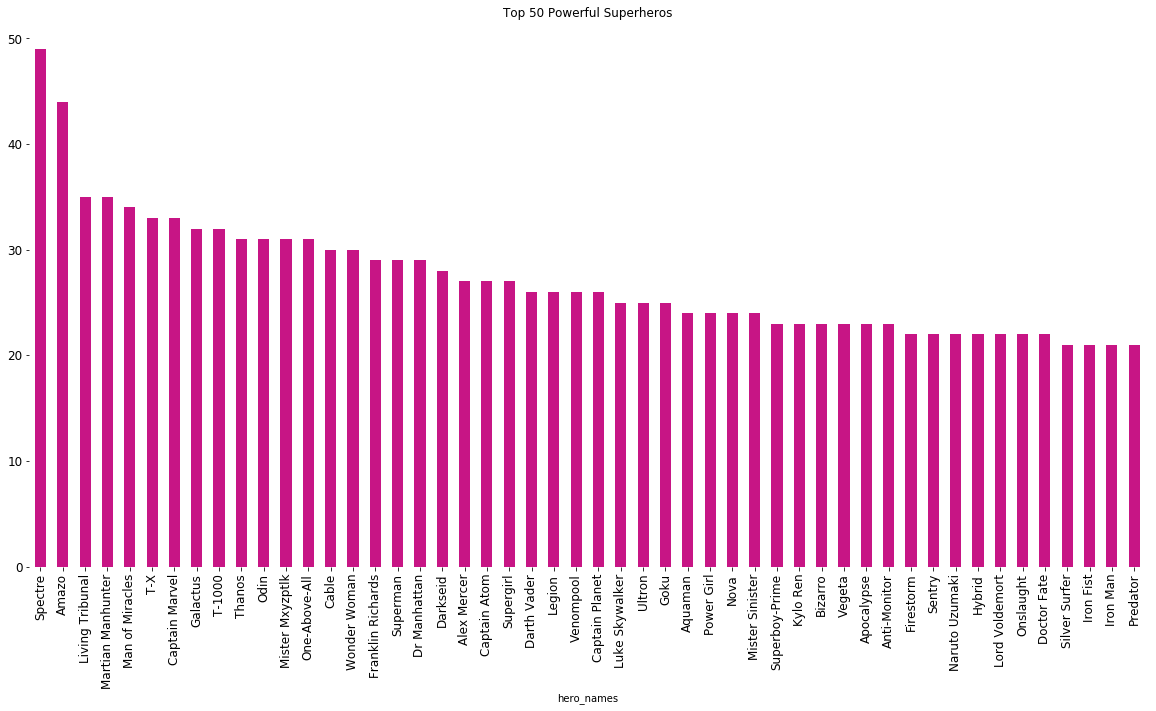 Top 50 Powerful Superheros
50
40
30
20
10
0
Spectre
Amazo
Living Tribunal
Martian Manhunter
Man of Miracles
T-X
Captain Marvel
Galactus
T-1000
Thanos
Odin
Mister Mxyzptlk
One-Above-All
Cable
Wonder Woman
Franklin Richards
Superman
Dr Manhattan
Darkseid
Alex Mercer
Captain Atom
Supergirl
Darth Vader
Legion
Venompool
Captain Planet
Luke Skywalker
Ultron
Goku
Aquaman
Power Girl
Nova
Mister Sinister
Superboy-Prime
Kylo Ren
Bizarro
Vegeta
Apocalypse
Anti-Monitor
Firestorm
Sentry
Naruto Uzumaki
Hybrid
Lord Voldemort
Onslaught
Doctor Fate
Silver Surfer
Iron Fist
Iron Man
Predator
hero_names